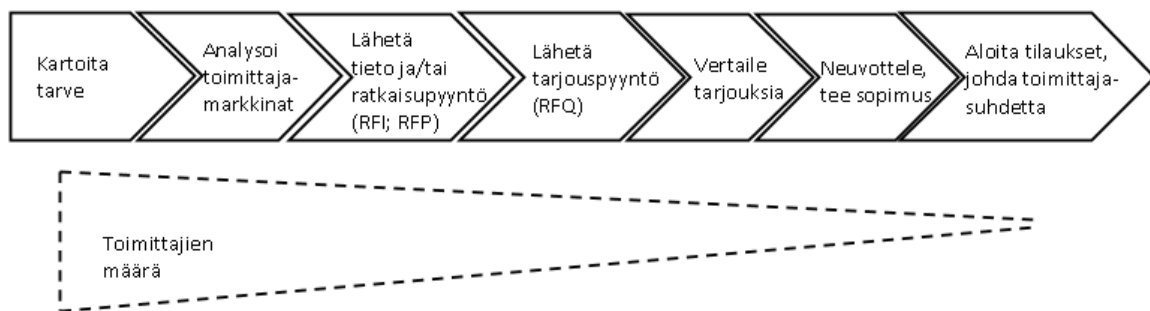 Kartoita
tarve
Analysoi
toimittaja-
markkinat
Lähetä
tieto ja/tai
ratkaisupyyntö
(RFI; RFP)
Lähetä
tarjouspyyntö
(RFQ)
Vertaile
tarjouksia
Neuvottele,
tee sopimus
Aloita tilaukset,
johda toimittaja-
suhdetta
Toimittajien
määrä